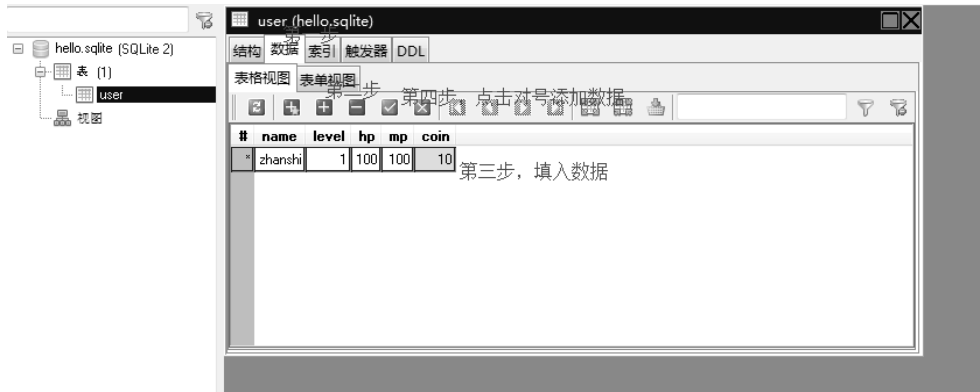 user (hello.sqlite)
hello.sqlite (SQLite 2)
表 (1)
user
视图
结构 数据 索引 触发器 DDL
第一步
表格视图 表单视图
第二步
第四步，点击对号添加数据
# name level hp mp coin
* zhanshi 1 100 100 10
第三步，填入数据